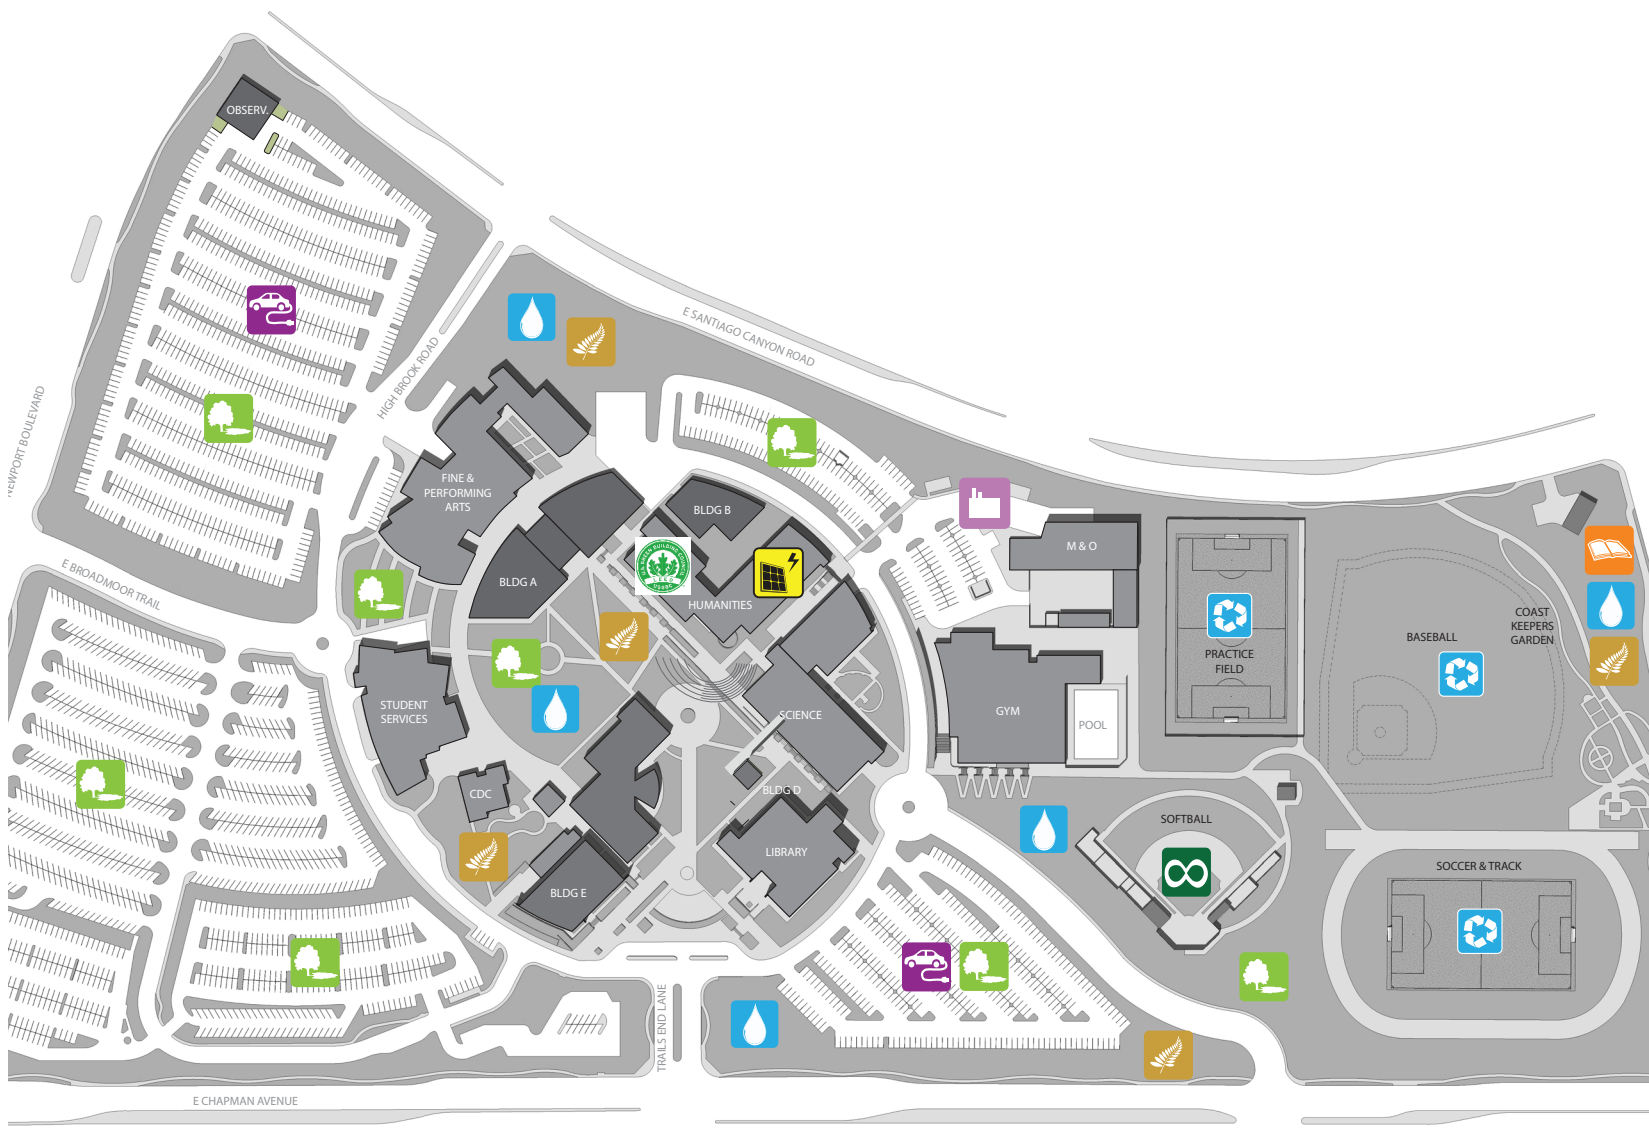 OBSERV.
E SANTIAGO CANYON ROAD
HIGH BROOK ROAD
NEWPORT BOULEVARD
FINE &
PERFORMING
ARTS
BLDG B
M & O
BLDG A
HUMANITIES
E BROADMOOR TRAIL
COAST
KEEPERS
GARDEN
BASEBALL
PRACTICE
FIELD
STUDENT
SERVICES
SCIENCE
GYM
POOL
CDC
BLDG D
SOFTBALL
LIBRARY
SOCCER & TRACK
BLDG E
TRAILS END LANE
E CHAPMAN AVENUE